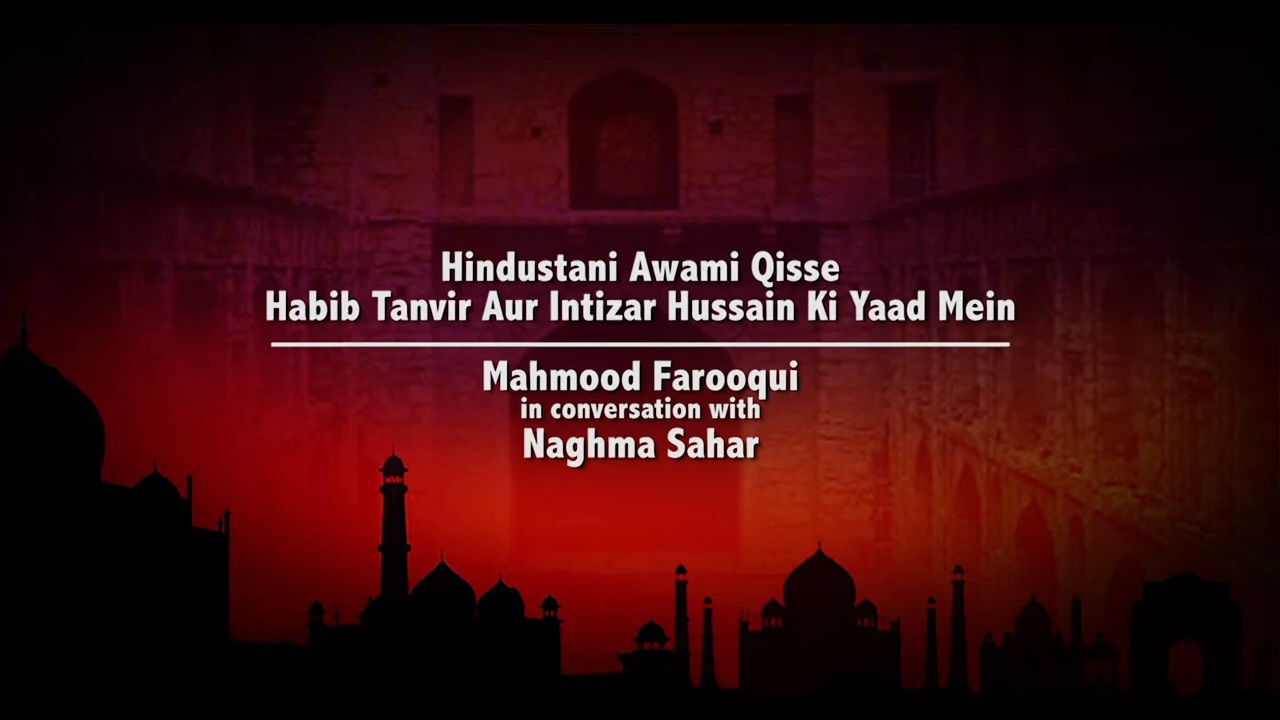 Hindustani Awami Qisse
Habib Tanvir Aur Intizar Hussain Ki Yaad Mein
Mahmood Farooqui
in conversation with
Naghma Sahar